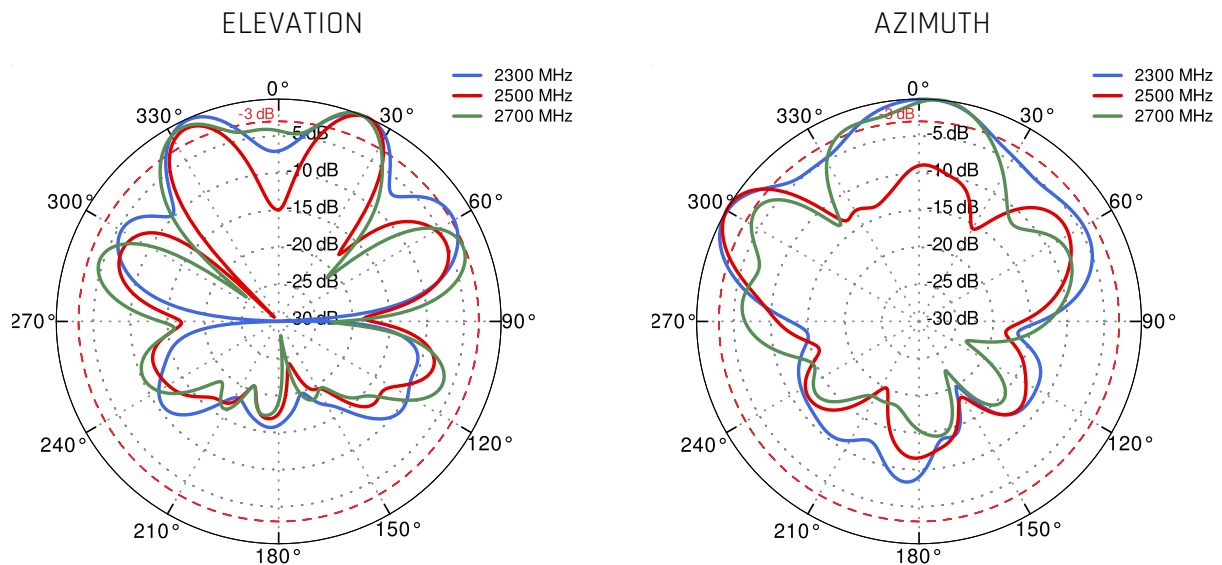 ELEVATION
2300 MHz
2500 MHz
2700 MHz
0°
30°
60°
90°
120°
150°
180°
210°
240°
270°
300°
330°
-3 dB
-5 dB
-10 dB
-15 dB
-20 dB
-25 dB
-30 dB
AZIMUTH
2300 MHz
2500 MHz
2700 MHz
0°
30°
60°
90°
120°
150°
180°
210°
240°
270°
300°
330°
-3 dB
-5 dB
-10 dB
-15 dB
-20 dB
-25 dB
-30 dB